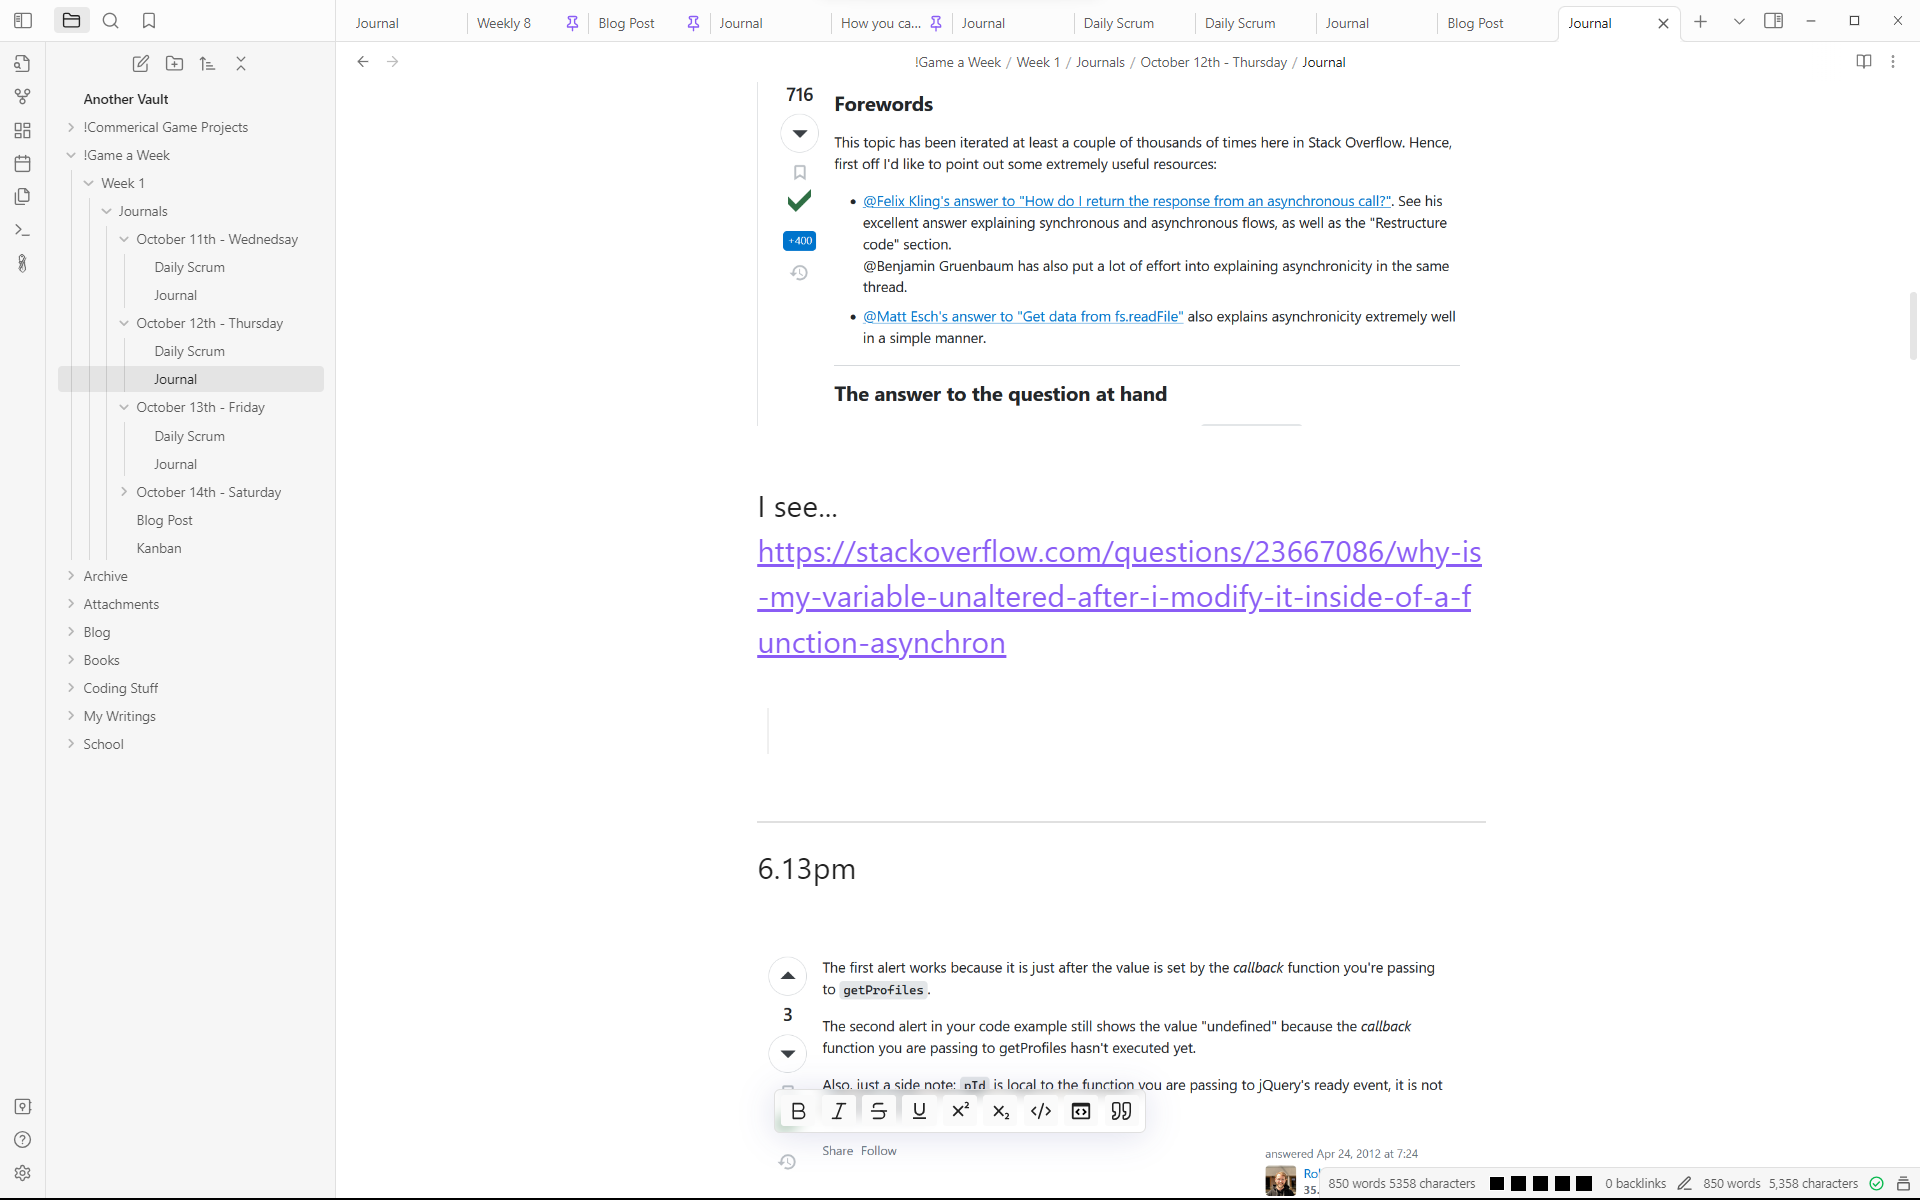 Journal
Weekly 8
Blog Post
Journal
How you ca...
Journal
Daily Scrum
Daily Scrum
Journal
Blog Post
Journal
!Game a Week / Week 1 / Journals / October 12th - Thursday / Journal
Another Vault
!Commerical Game Projects
!Game a Week
Week 1
Journals
October 11th - Wednedsay
Daily Scrum
Journal
October 12th - Thursday
Daily Scrum
Journal
October 13th - Friday
Daily Scrum
Journal
October 14th - Saturday
Blog Post
Kanban
Archive
Attachments
Blog
Books
Coding Stuff
My Writings
School
716
Forewords
This topic has been iterated at least a couple of thousands of times here in Stack Overflow. Hence,
first off I'd like to point out some extremely useful resources:
+400
• @Felix Kling's answer to "How do I return the response from an asynchronous call?". See his
excellent answer explaining synchronous and asynchronous flows, as well as the "Restructure
code" section.
@Benjamin Gruenbaum has also put a lot of effort into explaining asynchronicity in the same
thread.
• @Matt Esch's answer to "Get data from fs.readFile" also explains asynchronicity extremely well
in a simple manner.
The answer to the question at hand
I see...
https://stackoverflow.com/questions/23667086/why-is
-my-variable-unaltered-after-i-modify-it-inside-of-a-f
unction-asynchron
6.13pm
3
The first alert works because it is just after the value is set by the callback function you're passing
to getProfiles.
The second alert in your code example still shows the value "undefined" because the callback
function you are passing to getProfiles hasn't executed yet.
Also, just a side note: pId is local to the function you are passing to jQuery's ready event, it is not
B I S U X² X₂ </>
Share Follow
answered Apr 24, 2012 at 7:24
Ro
35.
850 words 5358 characters
0 backlinks
850 words 5,358 characters